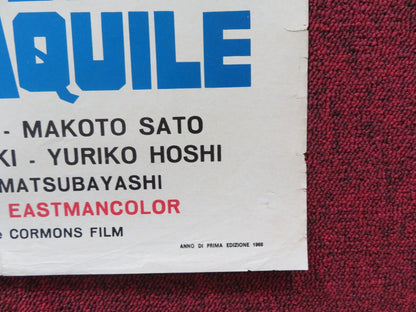 AQUILE
- MAKOTO SATO
KI - YURIKO HOSHI
MATSUBAYASHI
EASTMANCOLOR
e CORMONS FILM
ANNO DI PRIMA EDIZIONE 1966